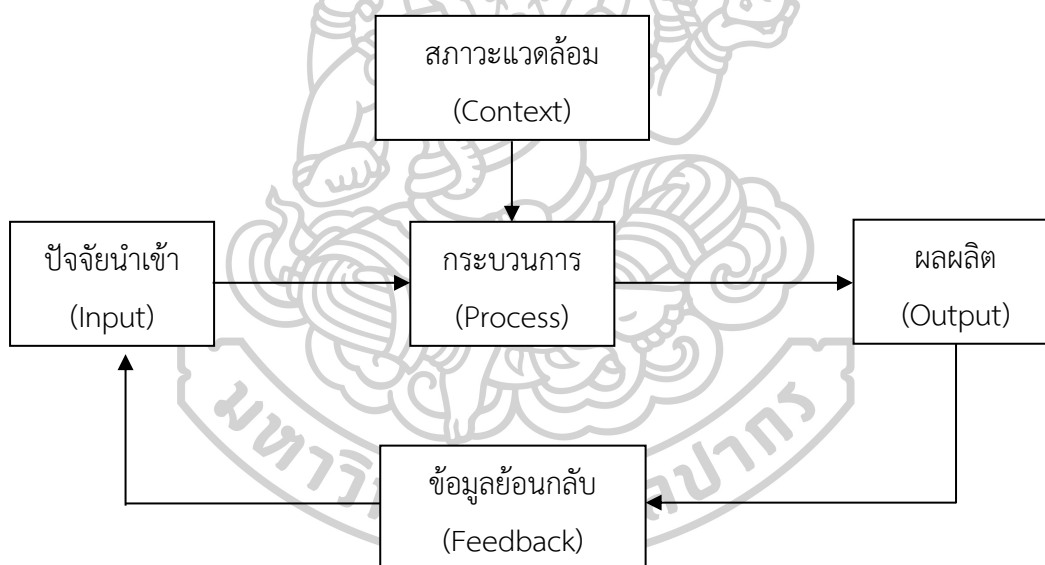 สภาวะแวดล้อม
(Context)
ปัจจัยนำเข้า
(Input)
กระบวนการ
(Process)
ผลผลิต
(Output)
ข้อมูลย้อนกลับ
(Feedback)